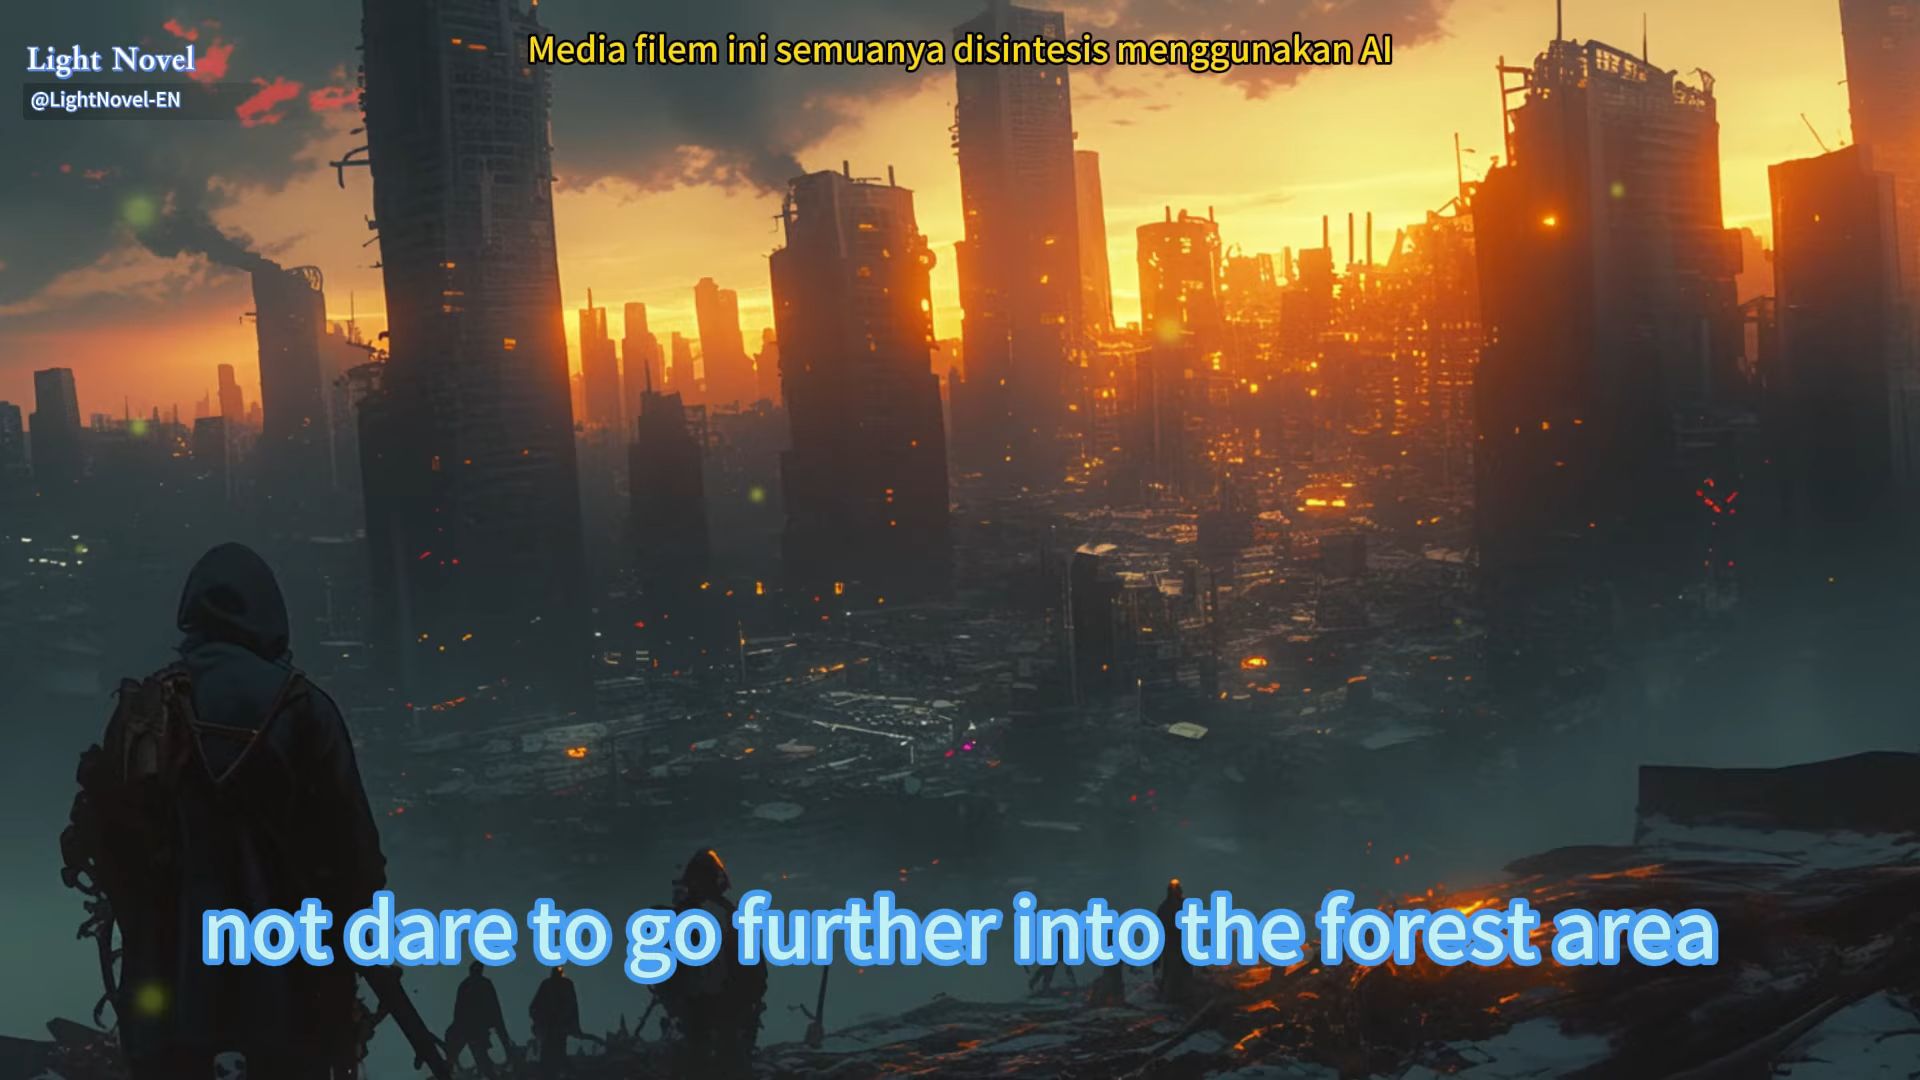 Media filem ini semuanya disintesis menggunakan AI
Light Novel
@LightNovel-EN
not dare to go further into the forest area